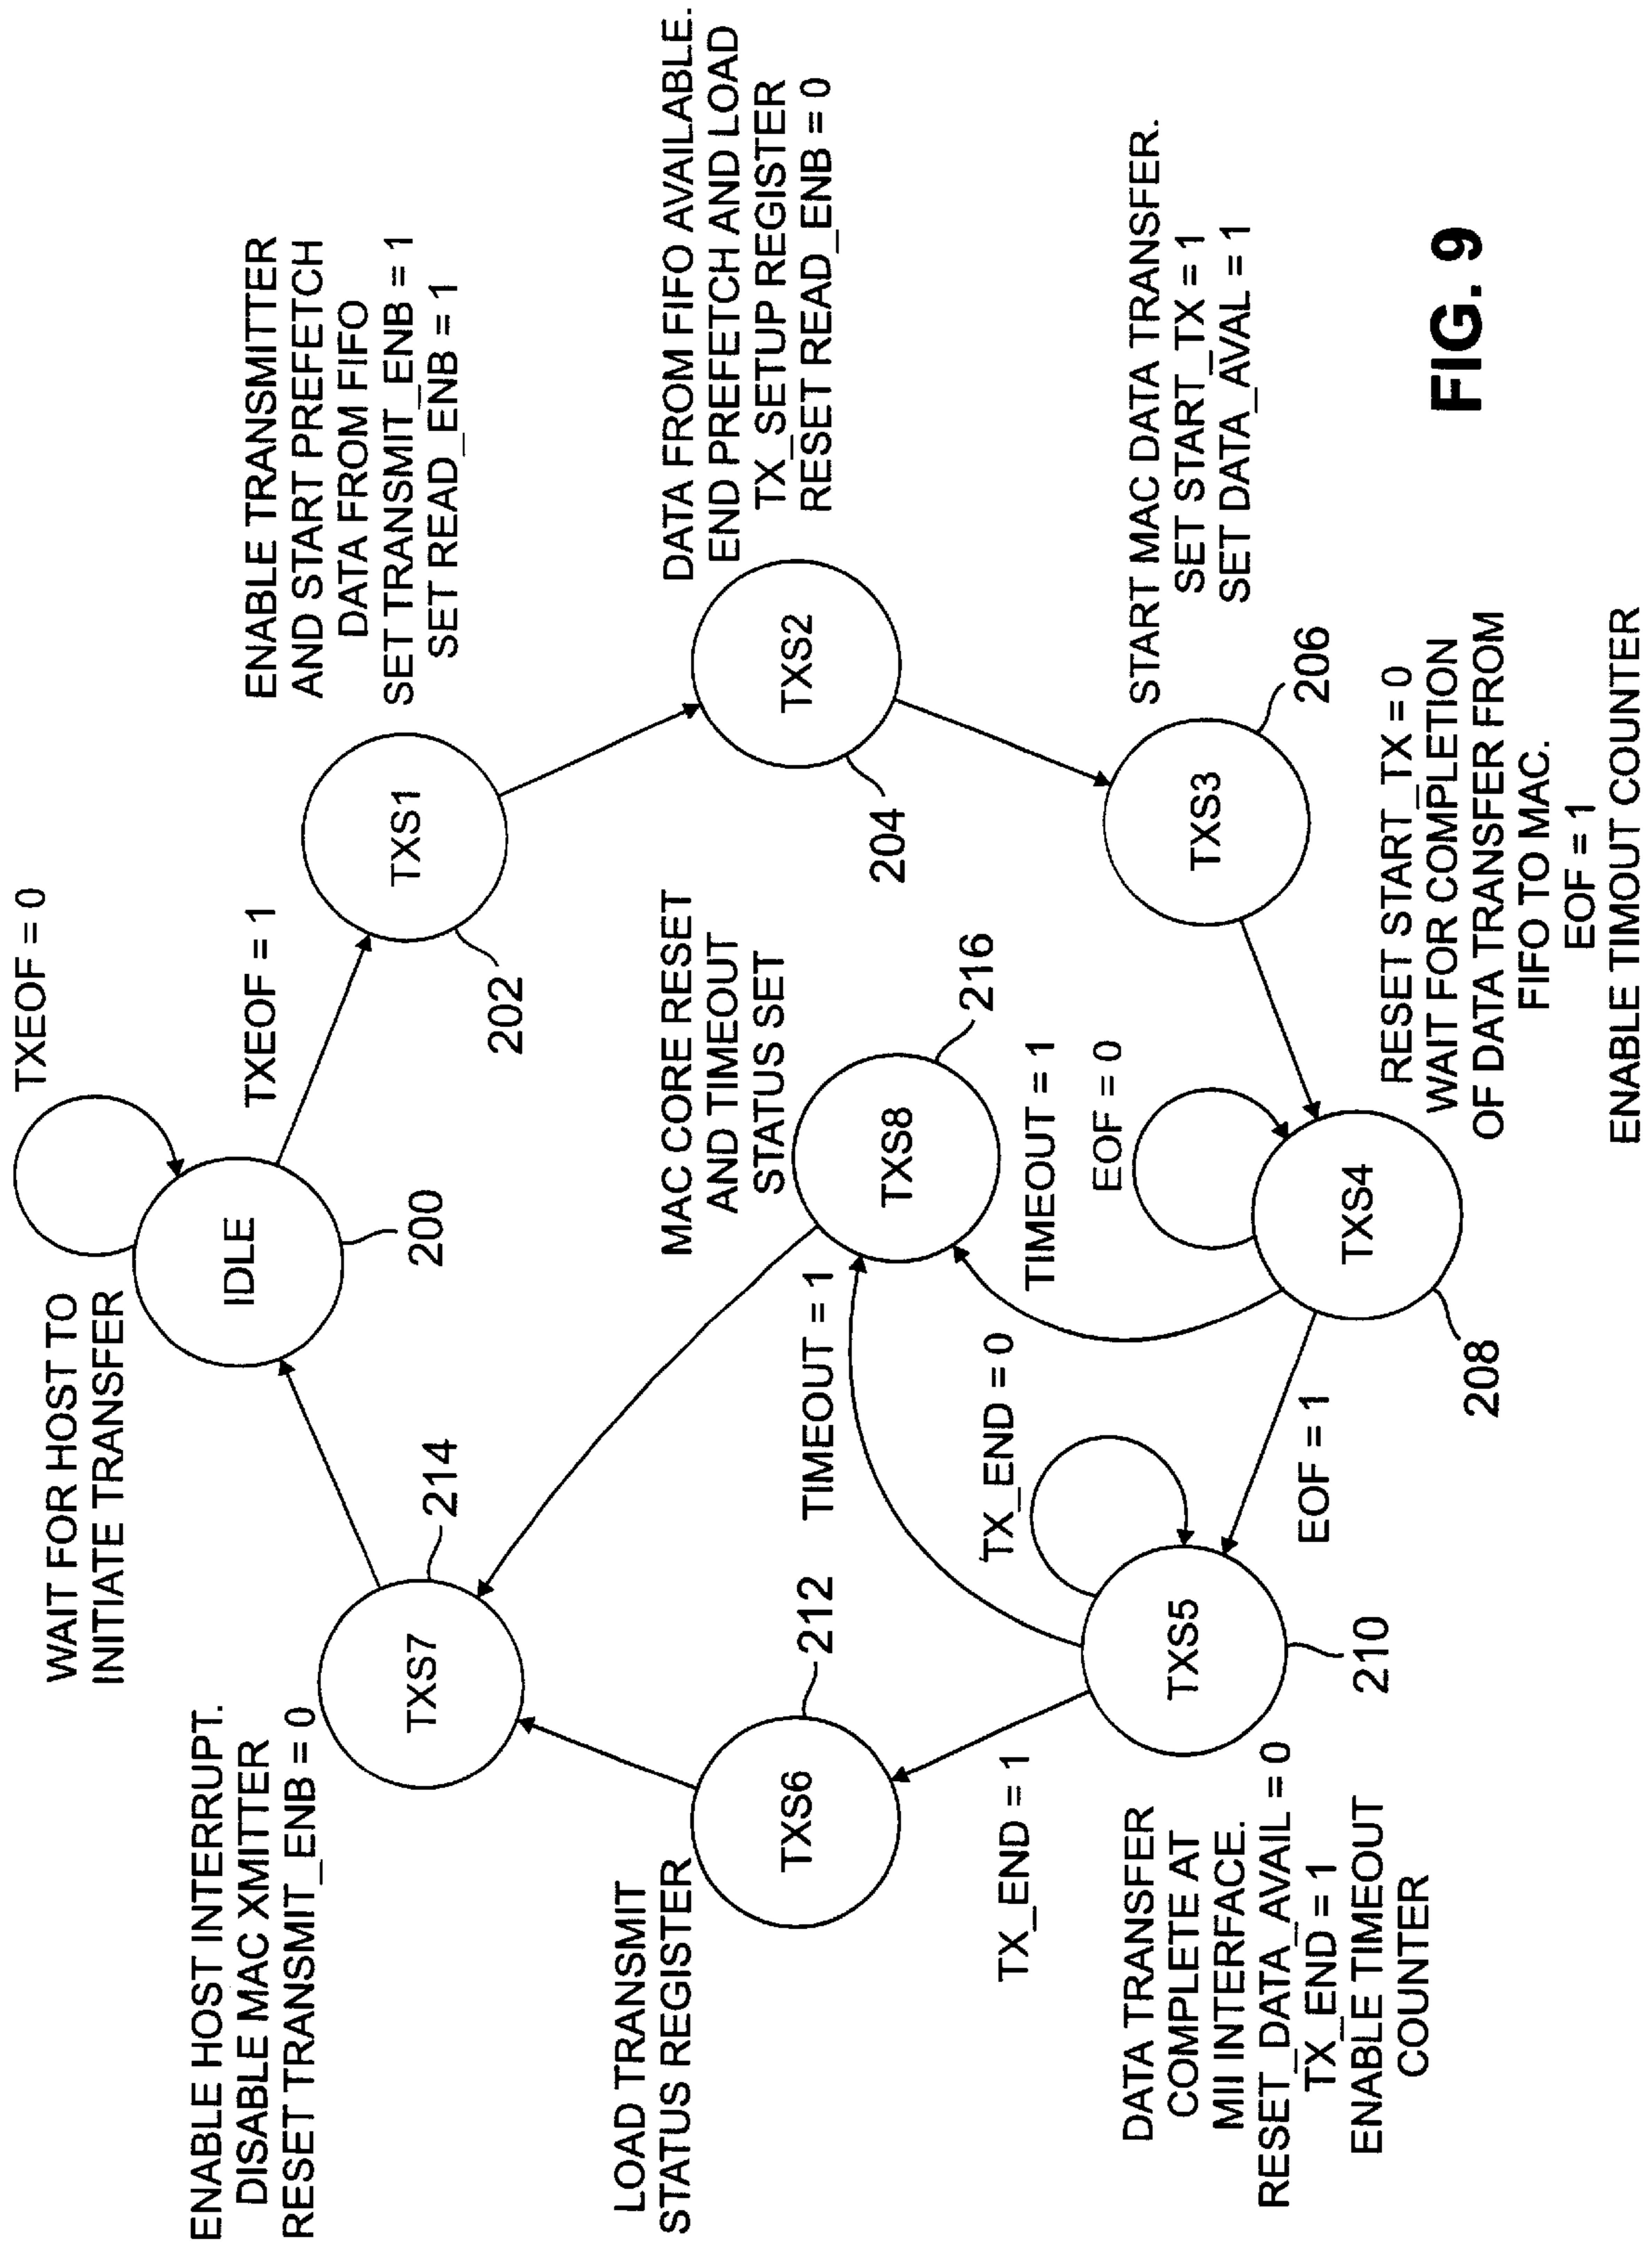 WAIT FOR HOST TO
INITIATE TRANSFER
TXEOF = 0
IDLE
200
TXEOF = 1
ENABLE TRANSMITTER
AND START PREFETCH
DATA FROM FIFO
SET TRANSMIT_ENB = 1
SET READ_ENB = 1
TXS1
202
DATA FROM FIFO AVAILABLE.
END PREFETCH AND LOAD
TX_SETUP REGISTER
RESET READ_ENB = 0
TXS2
204
START MAC DATA TRANSFER.
SET START_TX = 1
SET DATA_AVAL = 1
TXS3
206
RESET START_TX = 0
WAIT FOR COMPLETION
OF DATA TRANSFER FROM
FIFO TO MAC.
EOF = 1
ENABLE TIMOUT COUNTER
TXS4
208
EOF = 0
TIMEOUT = 1
EOF = 1
MAC CORE RESET
AND TIMEOUT
STATUS SET
TXS8
216
TIMEOUT = 1
TX_END = 0
TXS5
210
DATA TRANSFER
COMPLETE AT
MII INTERFACE.
RESET_DATA_AVAIL = 0
TX_END = 1
ENABLE TIMEOUT
COUNTER
TX_END = 1
LOAD TRANSMIT
STATUS REGISTER
TXS6
212
ENABLE HOST INTERRUPT.
DISABLE MAC XMITTER
RESET TRANSMIT_ENB = 0
TXS7
214
FIG. 9